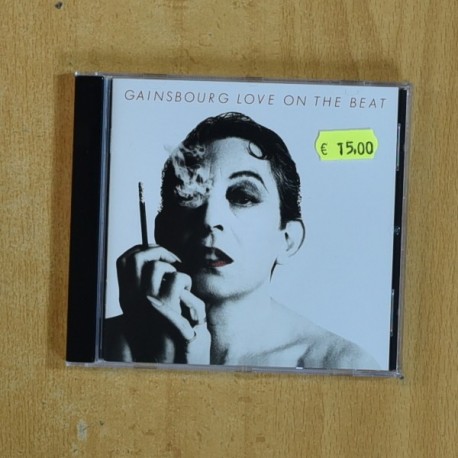 GAINSBOURG LOVE ON THE BEAT
€ 15,00